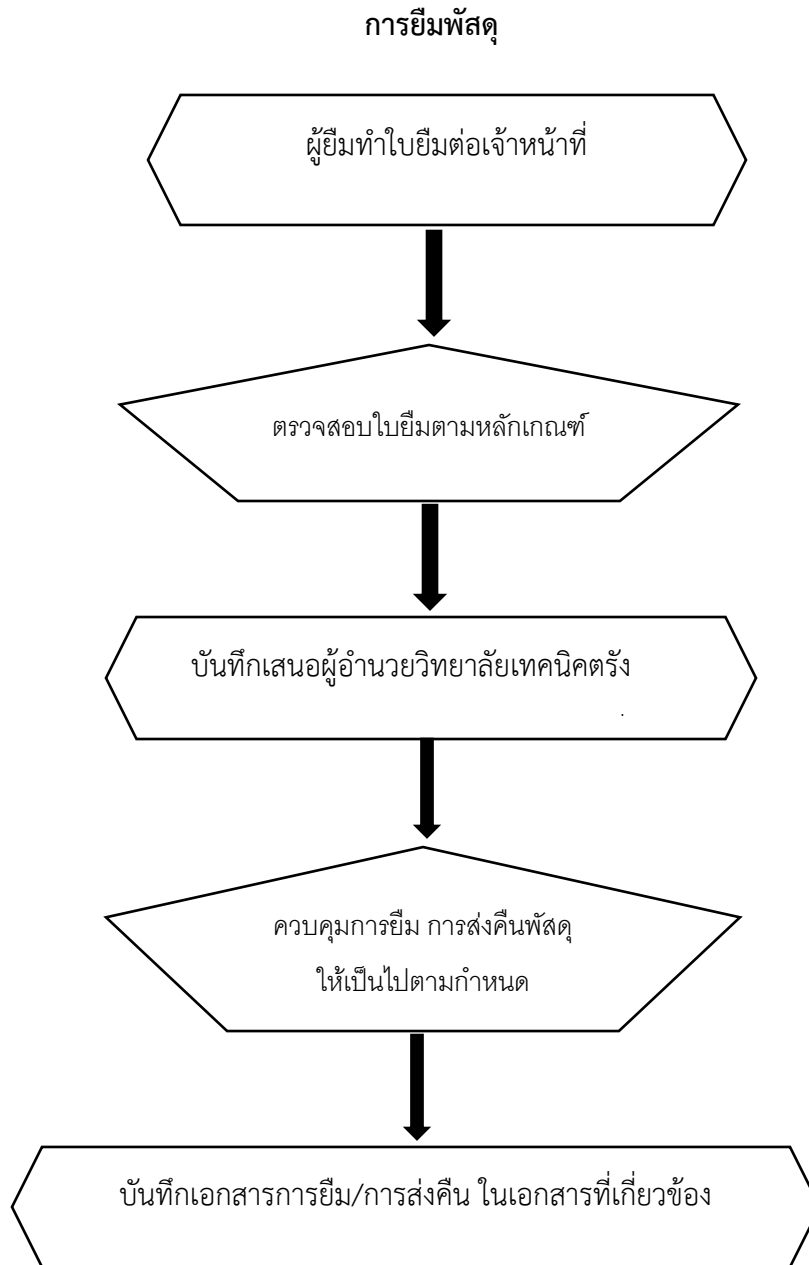 การยืมพัสดุ
ผู้ยืมทำใบยืมต่อเจ้าหน้าที่
ตรวจสอบใบยืมตามหลักเกณฑ์
บันทึกเสนอผู้อำนวยวิทยาลัยเทคนิคตรัง
.
ควบคุมการยืม การส่งคืนพัสดุ
ให้เป็นไปตามกำหนด
บันทึกเอกสารการยืม/การส่งคืน ในเอกสารที่เกี่ยวข้อง